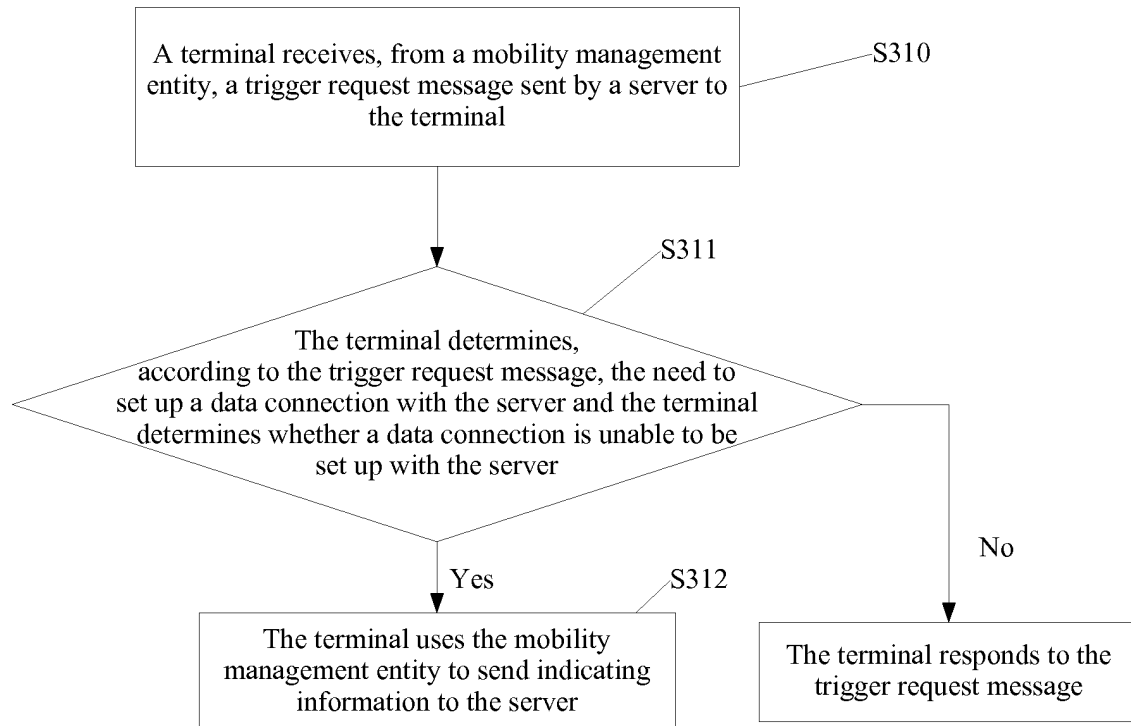 A terminal receives, from a mobility management
entity, a trigger request message sent by a server to
the terminal
S310
S311
The terminal determines,
according to the trigger request message, the need to
set up a data connection with the server and the terminal
determines whether a data connection is unable to be
set up with the server
No
Yes
S312
The terminal uses the mobility
management entity to send indicating
information to the server
The terminal responds to the
trigger request message